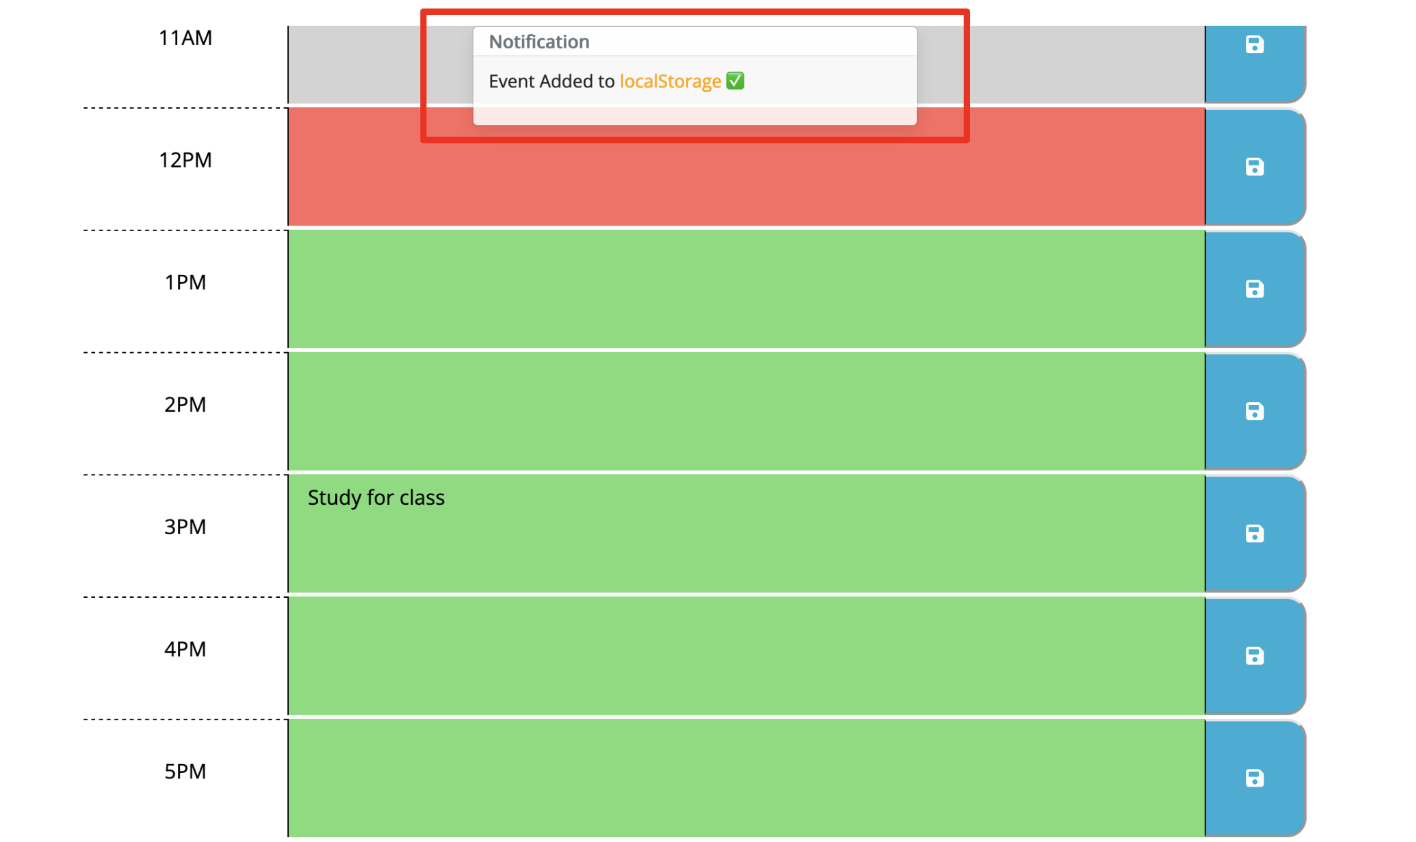 11AM
Notification
Event Added to localStorage ✅
12PM
1PM
2PM
Study for class
3PM
4PM
5PM